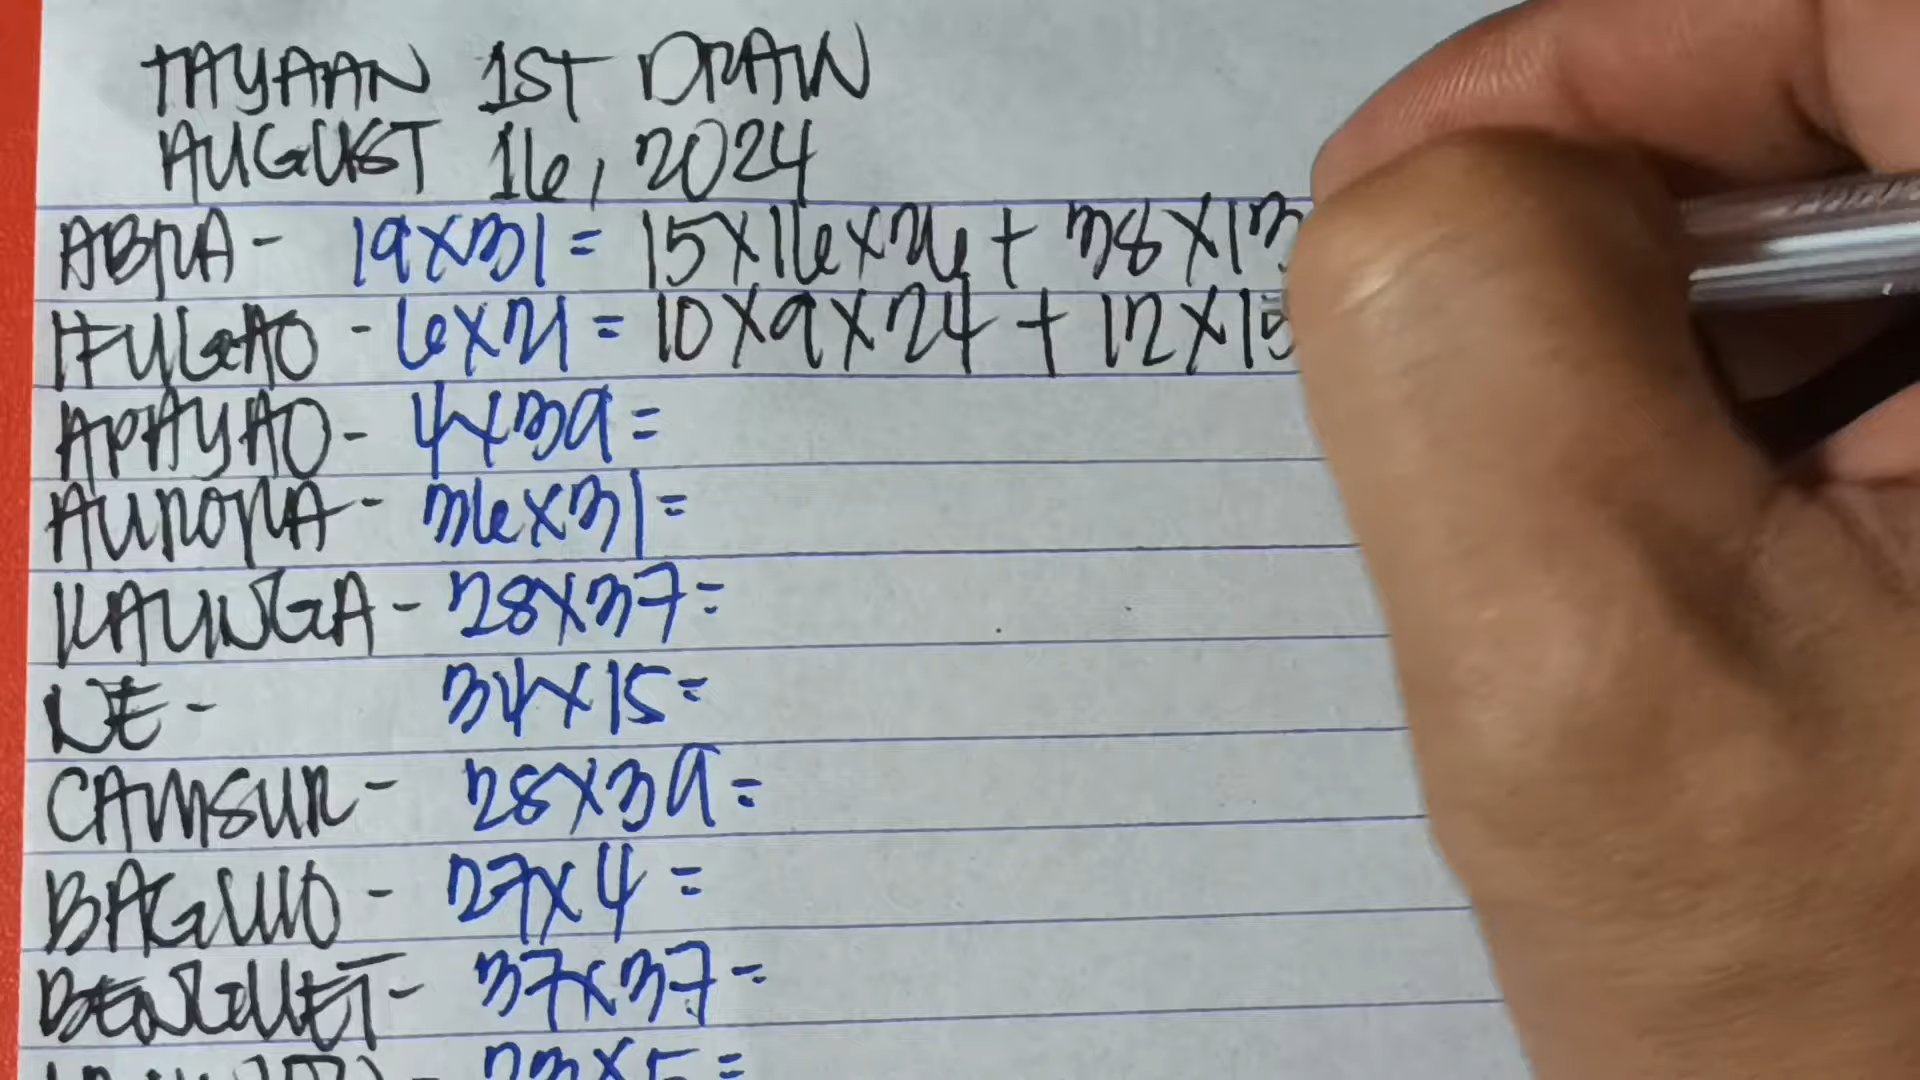 TAYAAN 1ST DRAW
AUGUST 16, 2024
ABRA - 19x31 = 15x16x26 + 38x13
IFUGAO - 6x21 = 10x9x24 + 12x15
APAYAO - 4x39 =
AURORA - 36x31 =
KALINGA - 28x37 =
NE - 34x15 =
CAMSUR - 28x39 =
BAGUIO - 27x4 =
BENGUET - 37x37 =
23x5 =